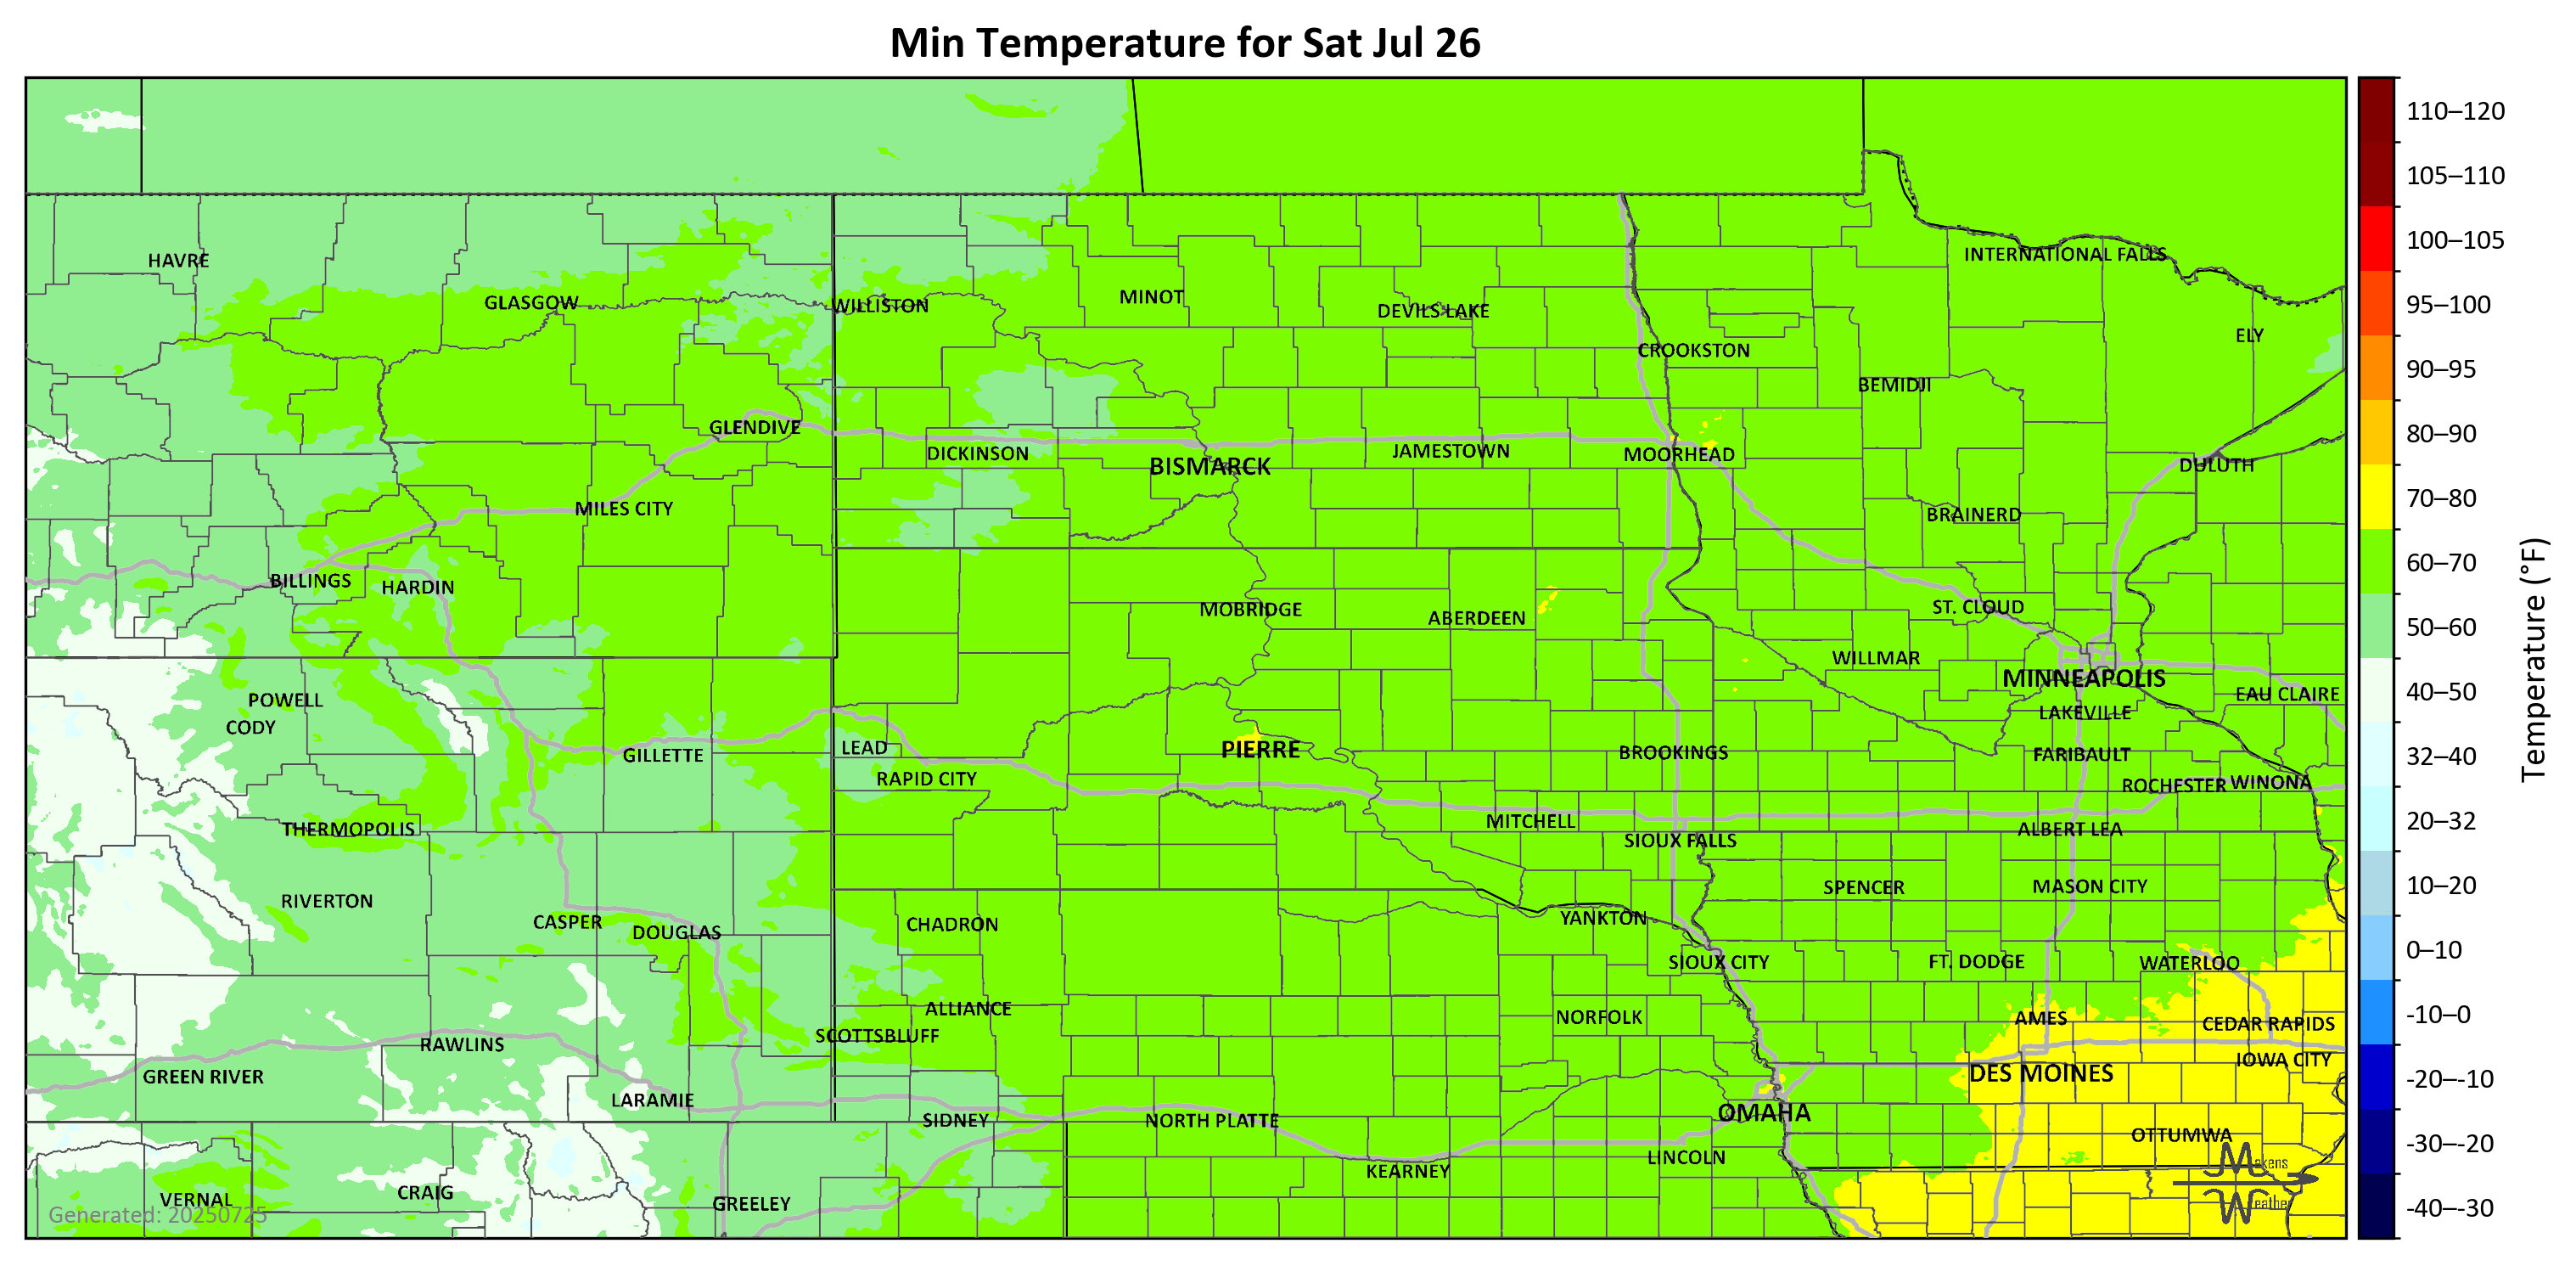 Min Temperature for Sat Jul 26
110–120
105–110
100–105
95–100
90–95
80–90
70–80
60–70
50–60
40–50
32–40
20–32
10–20
0–10
-10–0
-20–-10
-30–-20
-40–-30
Temperature (°F)
HAVRE
INTERNATIONAL FALLS
GLASGOW
WILLISTON
MINOT
DEVILS LAKE
ELY
CROOKSTON
BEMIDJI
GLENDIVE
DICKINSON
BISMARCK
JAMESTOWN
MOORHEAD
DULUTH
MILES CITY
BRAINERD
BILLINGS
HARDIN
MOBRIDGE
ABERDEEN
ST. CLOUD
WILLMAR
MINNEAPOLIS
POWELL
EAU CLAIRE
CODY
LAKEVILLE
GILLETTE
LEAD
PIERRE
BROOKINGS
FARIBAULT
RAPID CITY
ROCHESTER
WINONA
THERMOPOLIS
MITCHELL
SIOUX FALLS
ALBERT LEA
RIVERTON
SPENCER
MASON CITY
CASPER
DOUGLAS
CHADRON
YANKTON
SIOUX CITY
FT. DODGE
WATERLOO
ALLIANCE
NORFOLK
AMES
CEDAR RAPIDS
SCOTTSBLUFF
RAWLINS
IOWA CITY
GREEN RIVER
DES MOINES
LARAMIE
SIDNEY
NORTH PLATTE
OMAHA
OTTUMWA
LINCOLN
KEARNEY
Makens
VERNAL
CRAIG
GREELEY
Weather
Generated: 20250725